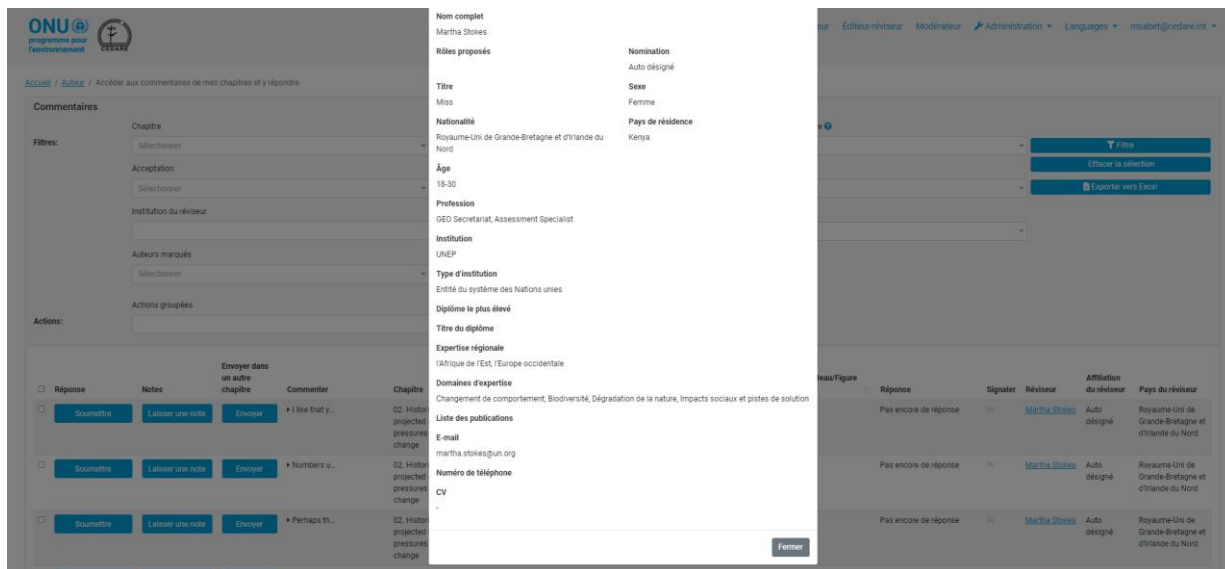 ONU
programme pour
l'environnement
CEDARE
Éditeur-réviseur
Modérateur
Administration
Languages
msabet@cedare.int
Accueil / Auteur / Accéder aux commentaires de mes chapitres et y répondre
Commentaires
Chapitre
Filtres:
Sélectionner
Filtre
Acceptation
Effacer la sélection
Sélectionner
Exporter vers Excel
Institution du réviseur
Auteurs marqués
Sélectionner
Actions groupées
Actions:
Nom complet
Martha Stokes
Rôles proposés
Nomination
Auto désigné
Titre
Sexe
Miss
Femme
Nationalité
Pays de résidence
Royaume-Uni de Grande-Bretagne et d'Irlande du
Kenya
Nord
Âge
18-30
Profession
GEO Secretariat, Assessment Specialist
Institution
UNEP
Type d'institution
Entité du système des Nations unies
Diplôme le plus élevé
Titre du diplôme
Expertise régionale
l'Afrique de l'Est, l'Europe occidentale
Domaines d'expertise
Changement de comportement, Biodiversité, Dégradation de la nature, Impacts sociaux et pistes de solution
Liste des publications
E-mail
martha.stokes@un.org
Numéro de téléphone
CV
-
Fermer
Réponse
Notes
Envoyer dans
un autre
chapitre
Commenter
Chapitre
Réponse
Signaler
Réviseur
Affiliation
du réviseur
Pays du réviseur
Soumettre
Laisser une note
Envoyer
I like that y...
02. Histor
projected
pressures
change
Pas encore de réponse
Martha Stokes
Auto
désigné
Royaume-Uni de
Grande-Bretagne et
d'Irlande du Nord
Soumettre
Laisser une note
Envoyer
Numbers u...
02. Histor
projected
pressures
change
Pas encore de réponse
Martha Stokes
Auto
désigné
Royaume-Uni de
Grande-Bretagne et
d'Irlande du Nord
Soumettre
Laisser une note
Envoyer
Perhaps th...
02. Histor
projected
pressures
change
Pas encore de réponse
Martha Stokes
Auto
désigné
Royaume-Uni de
Grande-Bretagne et
d'Irlande du Nord